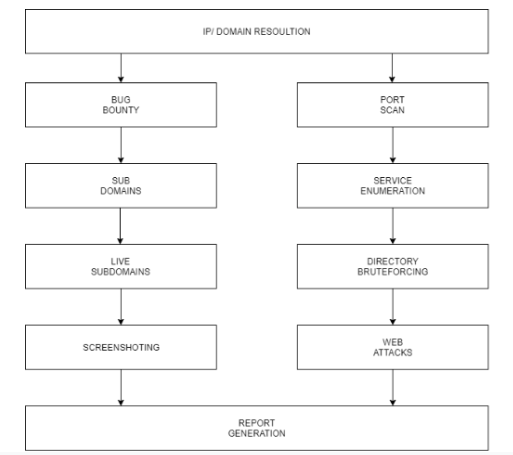 IP/ DOMAIN RESOULTION
BUG
BOUNTY
PORT
SCAN
SUB
DOMAINS
SERVICE
ENUMERATION
LIVE
SUBDOMAINS
DIRECTORY
BRUTEFORCING
SCREENSHOTING
WEB
ATTACKS
REPORT
GENERATION